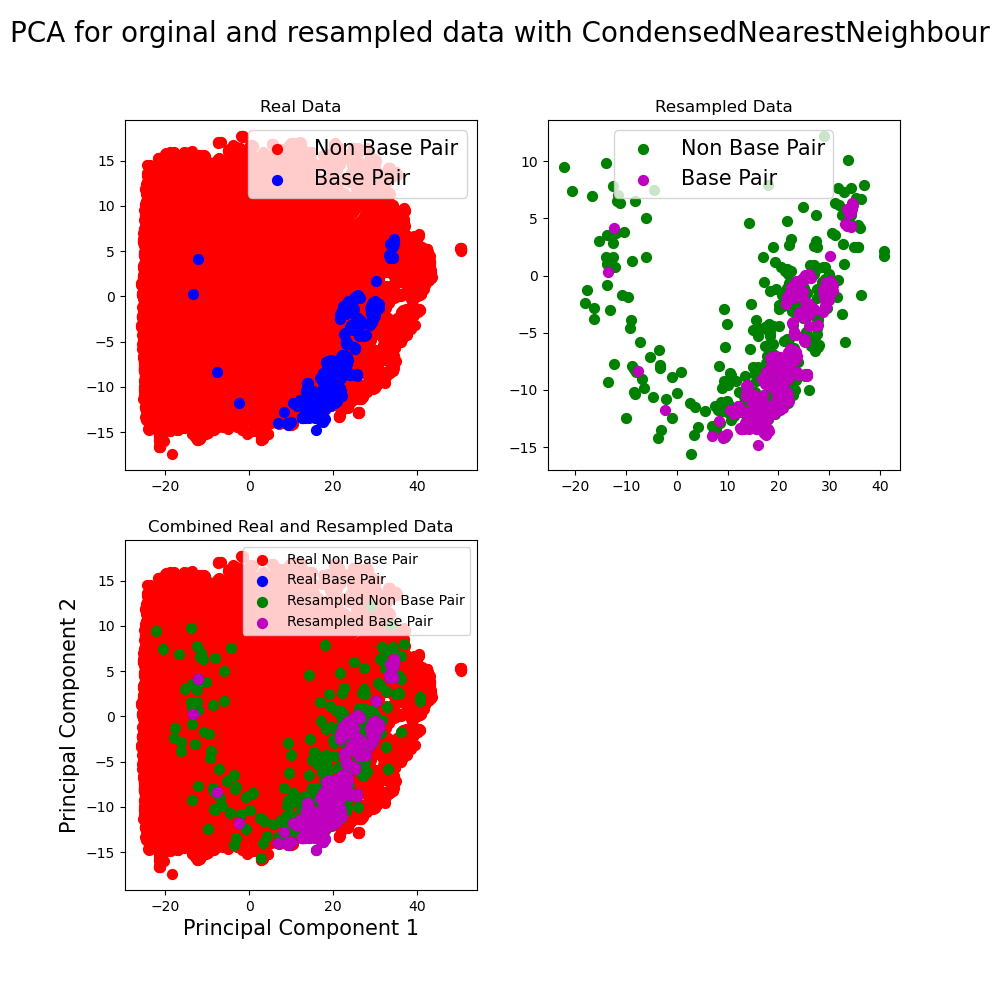 PCA for orginal and resampled data with CondensedNearestNeighbour
Real Data
Non Base Pair
Base Pair
15
10
5
0
−5
−10
−15
−20 0 20 40
Resampled Data
Non Base Pair
Base Pair
10
5
0
−5
−10
−15
−20 −10 0 10 20 30 40
Combined Real and Resampled Data
Real Non Base Pair
Real Base Pair
Resampled Non Base Pair
Resampled Base Pair
Principal Component 2
15
10
5
0
−5
−10
−15
−20 0 20 40
Principal Component 1